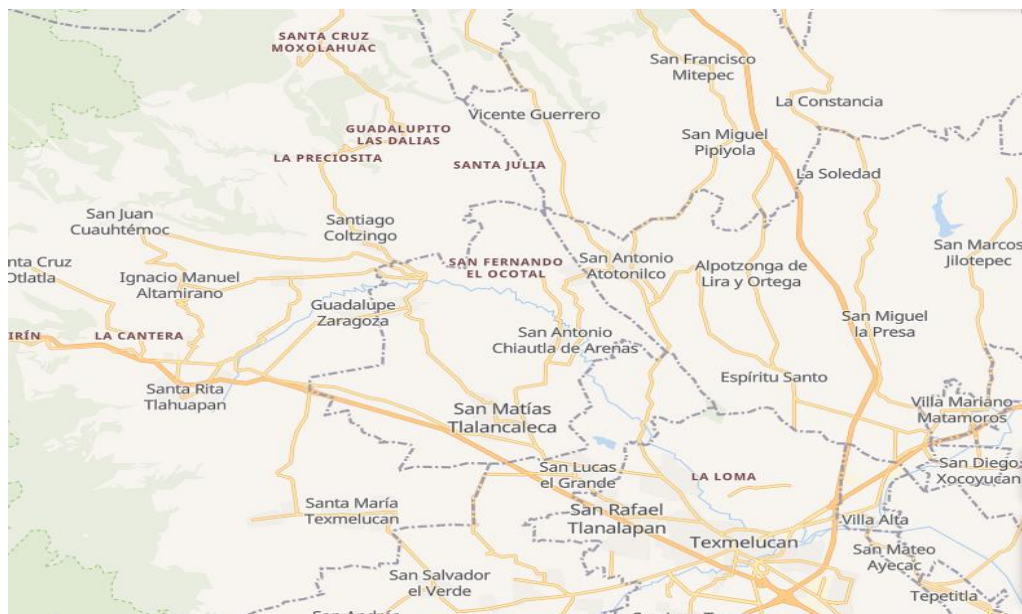 SANTA CRUZ
MOXOLAHUAC
San Francisco
Mitepec
La Constancia
Vicente Guerrero
GUADALUPITO
LAS DALIAS
San Miguel
Pipiyola
LA PRECIOSITA
SANTA JULIA
La Soledad
San Juan
Cuauhtémoc
Santiago
Coltzingo
San Marcos
Jilotepec
Otlatla
Ignacio Manuel
Altamirano
SAN FERNANDO
EL OCOTAL
San Antonio
Atotonilco
Alpotzonga de
Lira y Ortega
Guadalupe
Zaragoza
San Miguel
la Presa
LA CANTERA
San Antonio
Chiautla de Arenas
Santa Rita
Tlahuapan
Espíritu Santo
San Matías
Tlalancaleca
Villa Mariano
Matamoros
San Lucas
el Grande
LA LOMA
San Diego
Xocoyucan
Santa María
Texmelucan
San Rafael
Tlanalapan
Texmelucan
Villa Alta
San Mateo
Ayecac
San Salvador
el Verde
Tepetitla